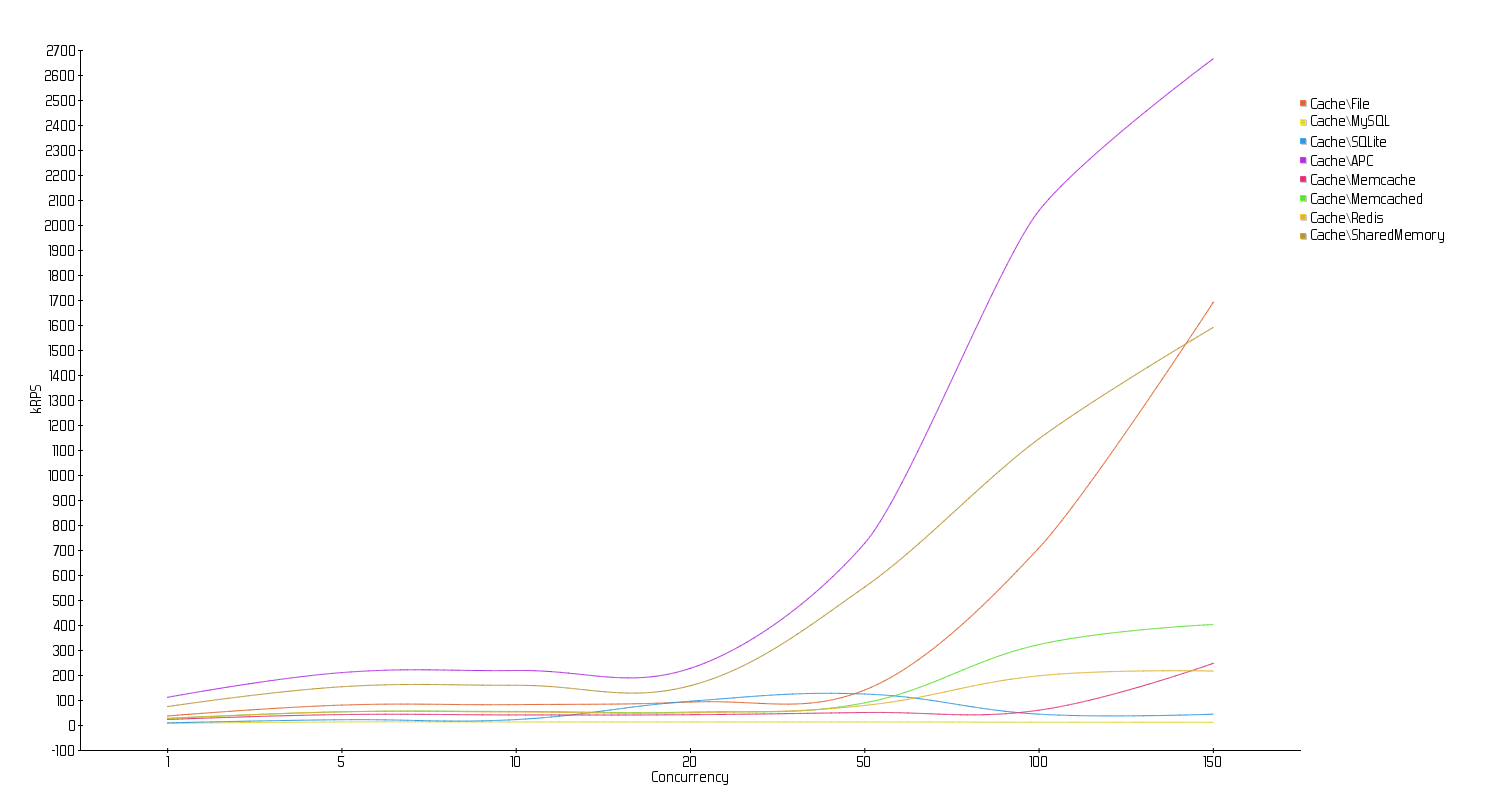 2700
2600
2500
2400
2300
2200
2100
2000
1900
1800
1700
1600
1500
1400
1300
1200
1100
1000
900
800
700
600
500
400
300
200
100
0
-100
kRPS
1 5 10 20 50 100 150
Concurrency
Cache\File
Cache\MySQL
Cache\SQLite
Cache\APC
Cache\Memcache
Cache\Memcached
Cache\Redis
Cache\SharedMemory